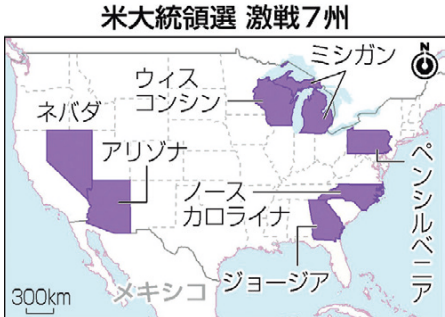 米大統領選 激戦7州
ミシガン
ウィス
コンシン
ネバダ
アリゾナ
ペンシルベニア
ノース
カロライナ
ジョージア
メキシコ
300km
N